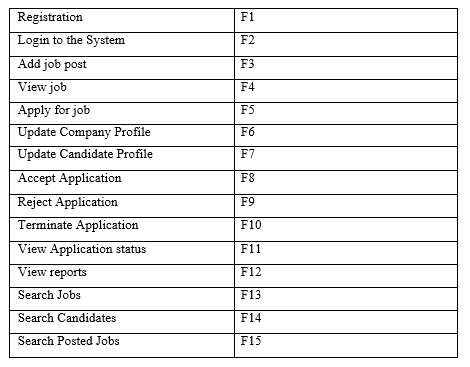 Registration F1
Login to the System F2
Add job post F3
View job F4
Apply for job F5
Update Company Profile F6
Update Candidate Profile F7
Accept Application F8
Reject Application F9
Terminate Application F10
View Application status F11
View reports F12
Search Jobs F13
Search Candidates F14
Search Posted Jobs F15